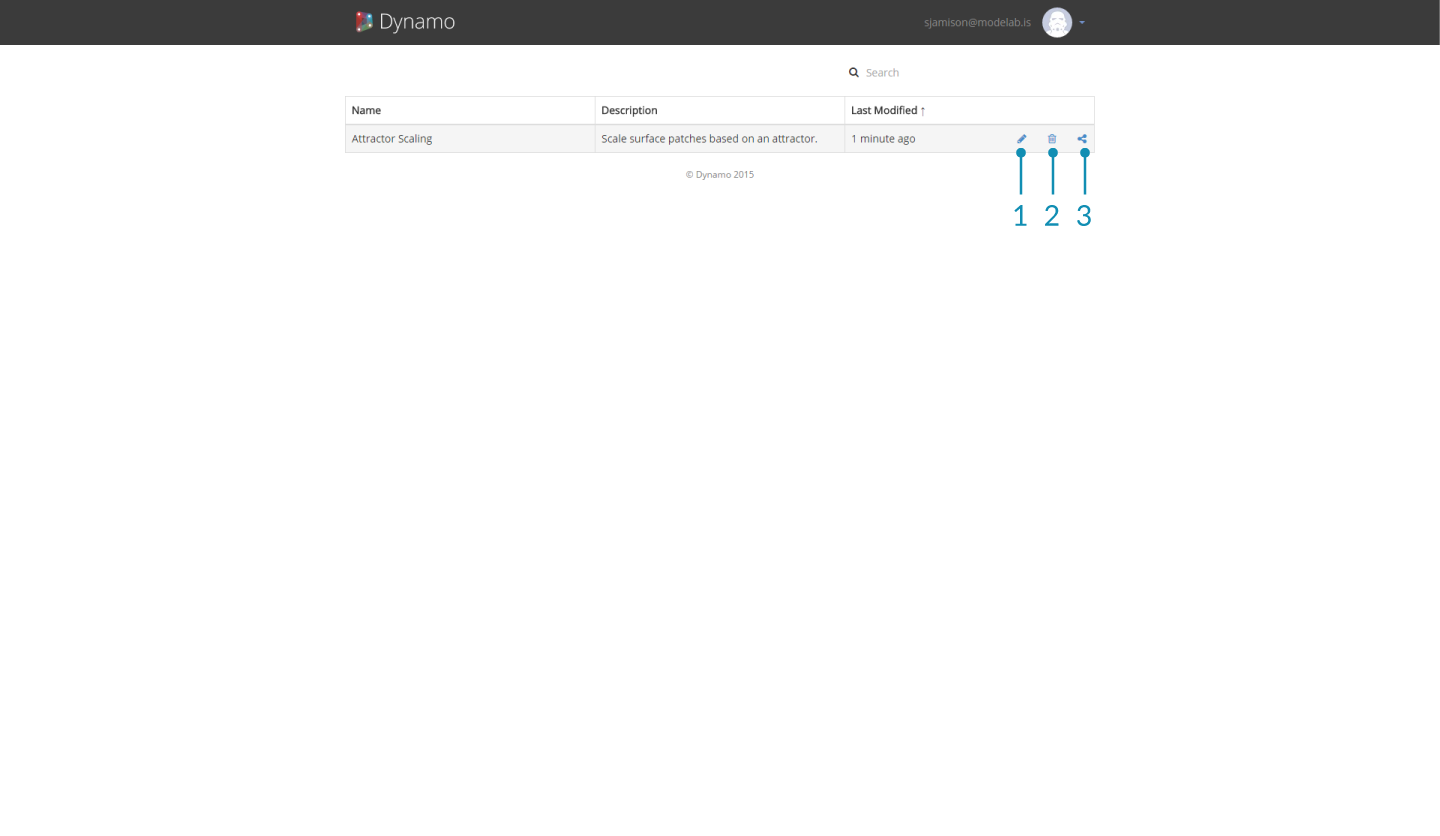 Dynamo
sjamison@modelab.is
Search
Name Description Last Modified ↑
Attractor Scaling Scale surface patches based on an attractor. 1 minute ago
© Dynamo 2015
1 2 3